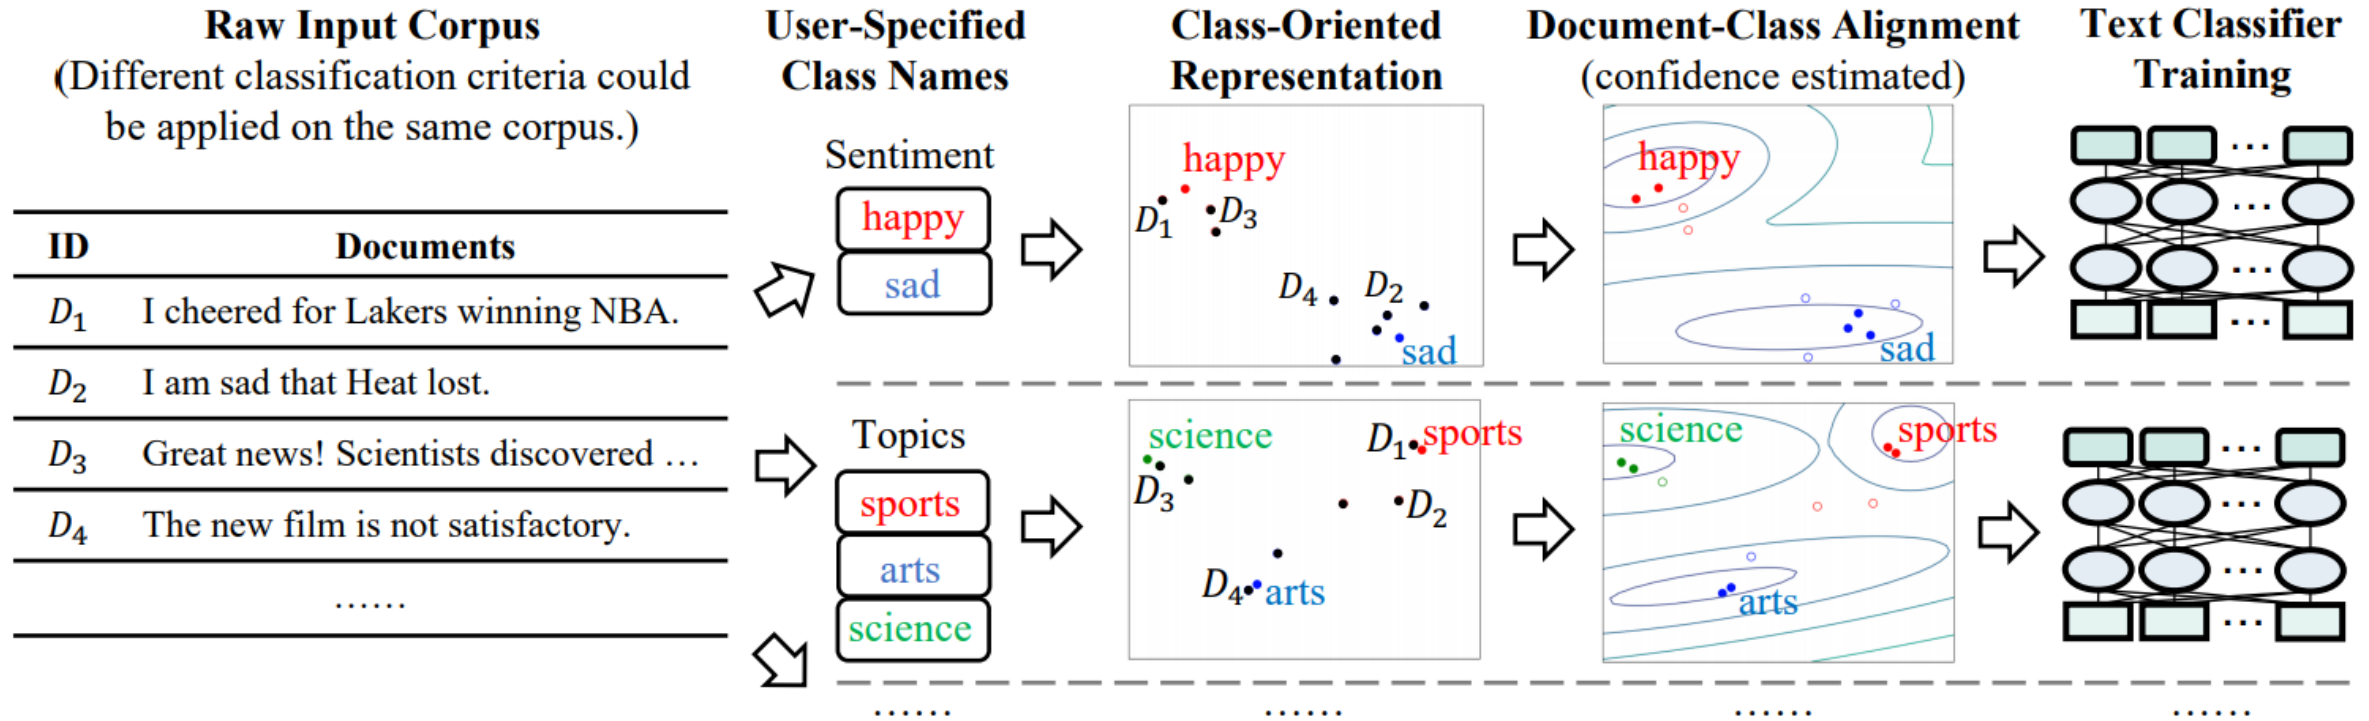 Raw Input Corpus
(Different classification criteria could
be applied on the same corpus.)
ID Documents
D1 I cheered for Lakers winning NBA.
D2 I am sad that Heat lost.
D3 Great news! Scientists discovered …
D4 The new film is not satisfactory.
……
User-Specified
Class Names
Sentiment
happy
sad
Topics
sports
arts
science
……
Class-Oriented
Representation
happy
D1
D3
D4
D2
sad
science
D3
D1
sports
D2
D4
arts
……
Document-Class Alignment
(confidence estimated)
happy
sad
science
sports
arts
……
Text Classifier
Training
...
...
...
...
...
...
...
...
……